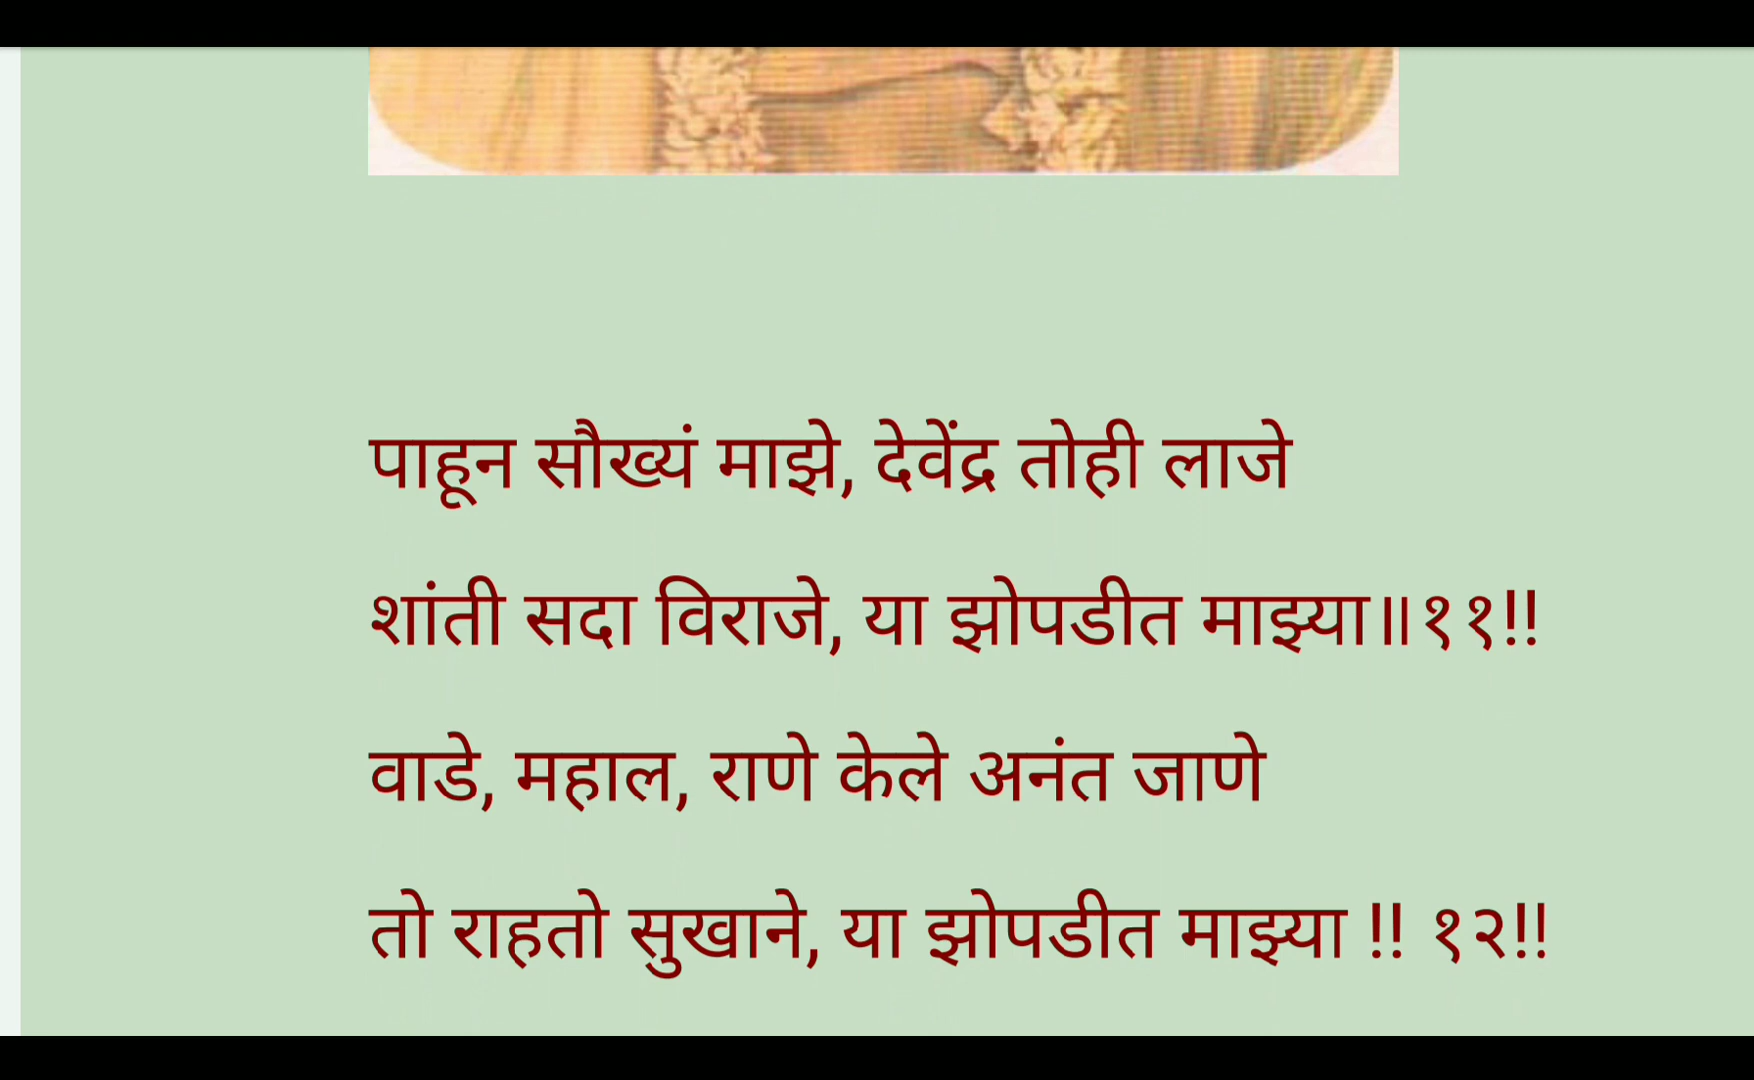 पाहून सौख्यं माझे, देवेंद्र तोही लाजे
शांती सदा विराजे, या झोपडीत माझ्या॥११!!
वाडे, महाल, राणे केले अनंत जाणे
तो राहतो सुखाने, या झोपडीत माझ्या !! १२!!